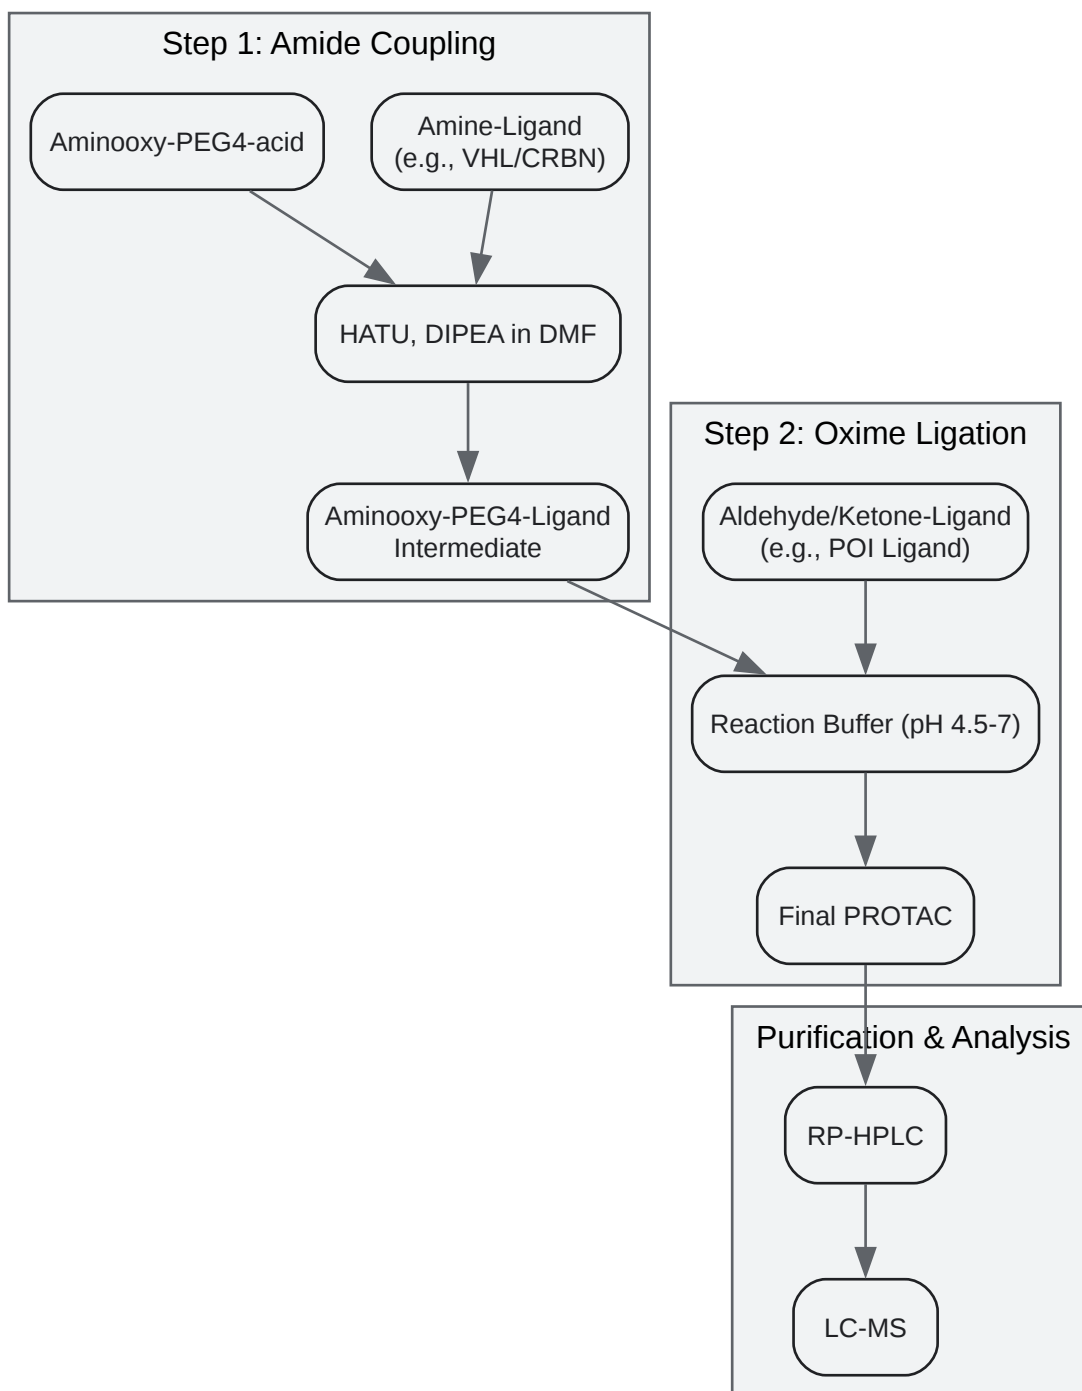 Step 1: Amide Coupling
Aminooxy-PEG4-acid
Amine-Ligand
(e.g., VHL/CRBN)
HATU, DIPEA in DMF
Aminooxy-PEG4-Ligand
Intermediate
Step 2: Oxime Ligation
Aldehyde/Ketone-Ligand
(e.g., POI Ligand)
Reaction Buffer (pH 4.5-7)
Final PROTAC
Purification & Analysis
RP-HPLC
LC-MS